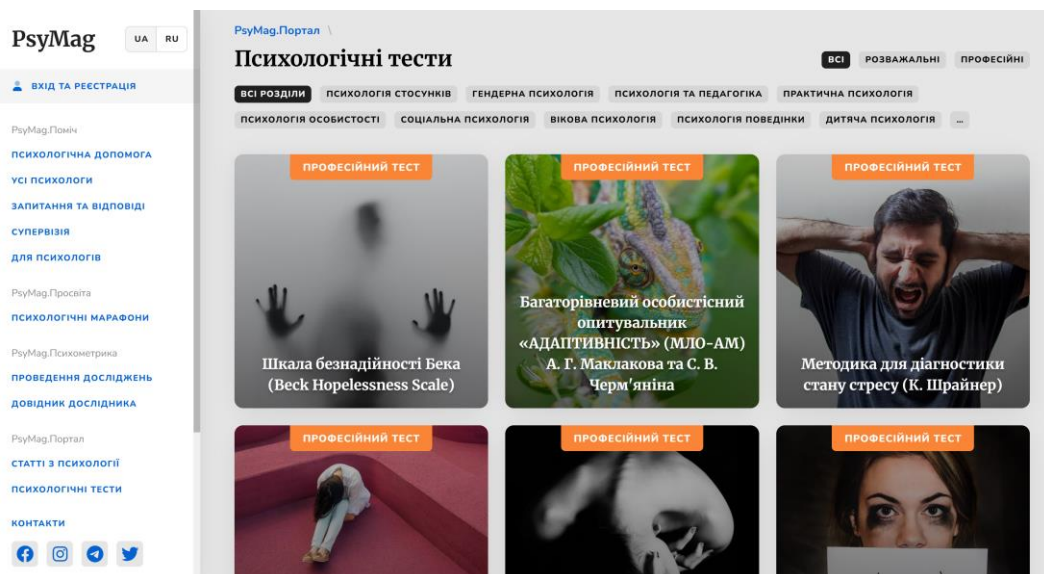 PsyMag
UA RU
ВХІД ТА РЕЄСТРАЦІЯ
PsyMag.Поміч
ПСИХОЛОГІЧНА ДОПОМОГА
УСІ ПСИХОЛОГИ
ЗАПИТАННЯ ТА ВІДПОВІДІ
СУПЕРВІЗІЯ
ДЛЯ ПСИХОЛОГІВ
PsyMag.Просвіта
ПСИХОЛОГІЧНІ МАРАФОНИ
PsyMag.Психометрика
ПРОВЕДЕННЯ ДОСЛІДЖЕНЬ
ДОВІДНИК ДОСЛІДНИКА
PsyMag.Портал
СТАТТІ З ПСИХОЛОГІЇ
ПСИХОЛОГІЧНІ ТЕСТИ
КОНТАКТИ
PsyMag.Портал \
Психологічні тести
ВСІ РОЗВАЖАЛЬНІ ПРОФЕСІЙНІ
ВСІ РОЗДІЛИ ПСИХОЛОГІЯ СТОСУНКІВ ГЕНДЕРНА ПСИХОЛОГІЯ ПСИХОЛОГІЯ ТА ПЕДАГОГІКА ПРАКТИЧНА ПСИХОЛОГІЯ
ПСИХОЛОГІЯ ОСОБИСТОСТІ СОЦІАЛЬНА ПСИХОЛОГІЯ ВІКОВА ПСИХОЛОГІЯ ПСИХОЛОГІЯ ПОВЕДІНКИ ДИТЯЧА ПСИХОЛОГІЯ ...
ПРОФЕСІЙНИЙ ТЕСТ
Шкала безнадійності Бека
(Beck Hopelessness Scale)
ПРОФЕСІЙНИЙ ТЕСТ
Багаторівневий особистісний
опитувальник
«АДАПТИВНІСТЬ» (МЛО-АМ)
А. Г. Маклакова та С. В.
Черм'яніна
ПРОФЕСІЙНИЙ ТЕСТ
Методика для діагностики
стану стресу (К. Шрайнер)
ПРОФЕСІЙНИЙ ТЕСТ
ПРОФЕСІЙНИЙ ТЕСТ
ПРОФЕСІЙНИЙ ТЕСТ